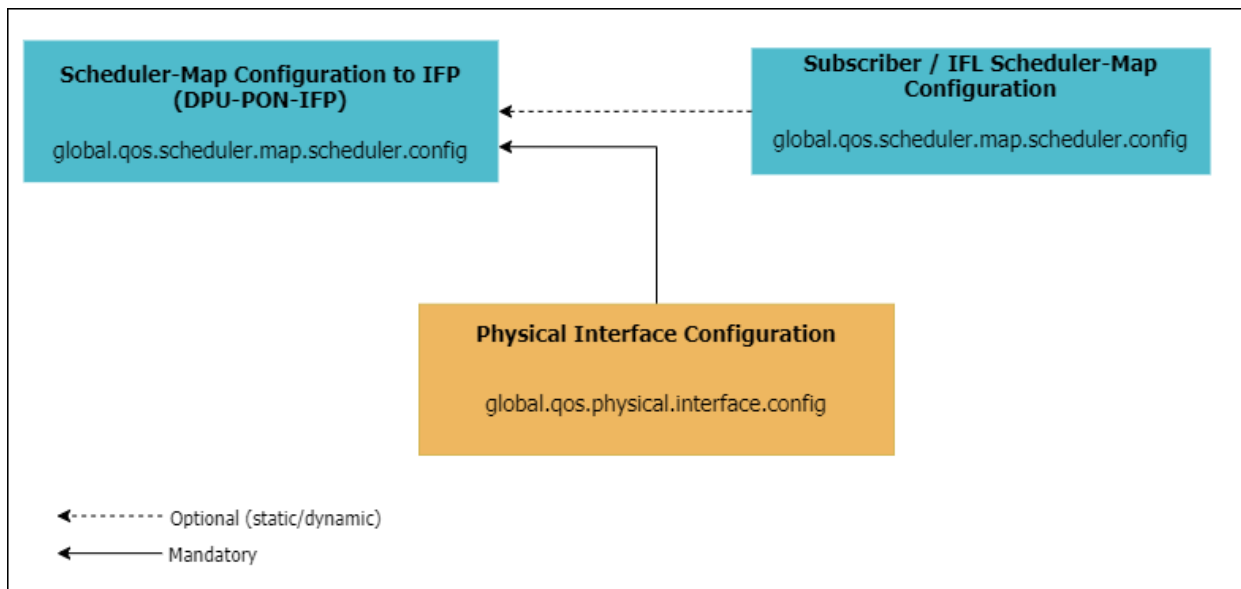 Scheduler-Map Configuration to IFP
(DPU-PON-IFP)
global.qos.scheduler.map.scheduler.config
Subscriber / IFL Scheduler-Map
Configuration
global.qos.scheduler.map.scheduler.config
Physical Interface Configuration
global.qos.physical.interface.config
Optional (static/dynamic)
Mandatory